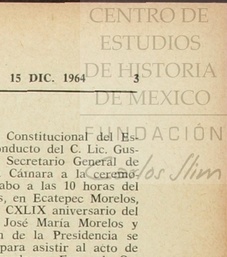 CENTRO DE
ESTUDIOS
DE HISTORIA
DE MEXICO
FUNDACIÓN
Carlos Slim
15 DIC. 1964 3
Constitucional del Es-
onducto del C. Lic. Gus-
Secretario General de
Cámara a la ceremo-
abo a las 10 horas del
s, en Ecatepec Morelos,
CXLIX aniversario del
José María Morelos y
n de la Presidencia se
para asistir al acto de